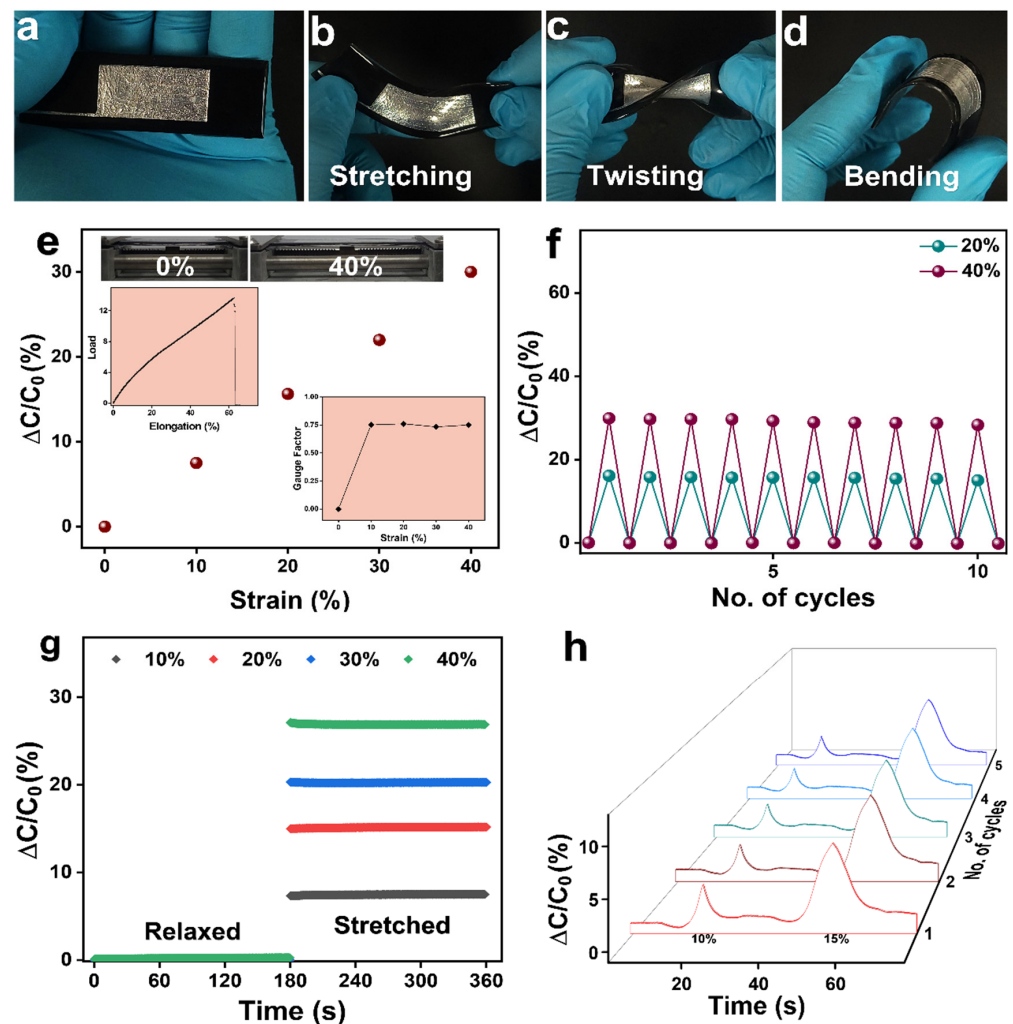 a
b
c
d
Stretching
Twisting
Bending
e
ΔC/C0 (%)
30
20
10
0
0
10
20
30
40
Strain (%)
0%
40%
Load
12
8
4
0
0
20
40
60
Elongation (%)
Gauge Factor
1.00
0.75
0.50
0.25
0.00
0
10
20
30
40
Strain (%)
f
20%
40%
ΔC/C0 (%)
60
40
20
0
5
10
No. of cycles
g
10% 20% 30% 40%
ΔC/C0 (%)
30
20
10
0
Relaxed
Stretched
0
60
120
180
240
300
360
Time (s)
h
ΔC/C0 (%)
10
5
0
10%
15%
20
40
60
Time (s)
1
2
3
4
5
No. of cycles